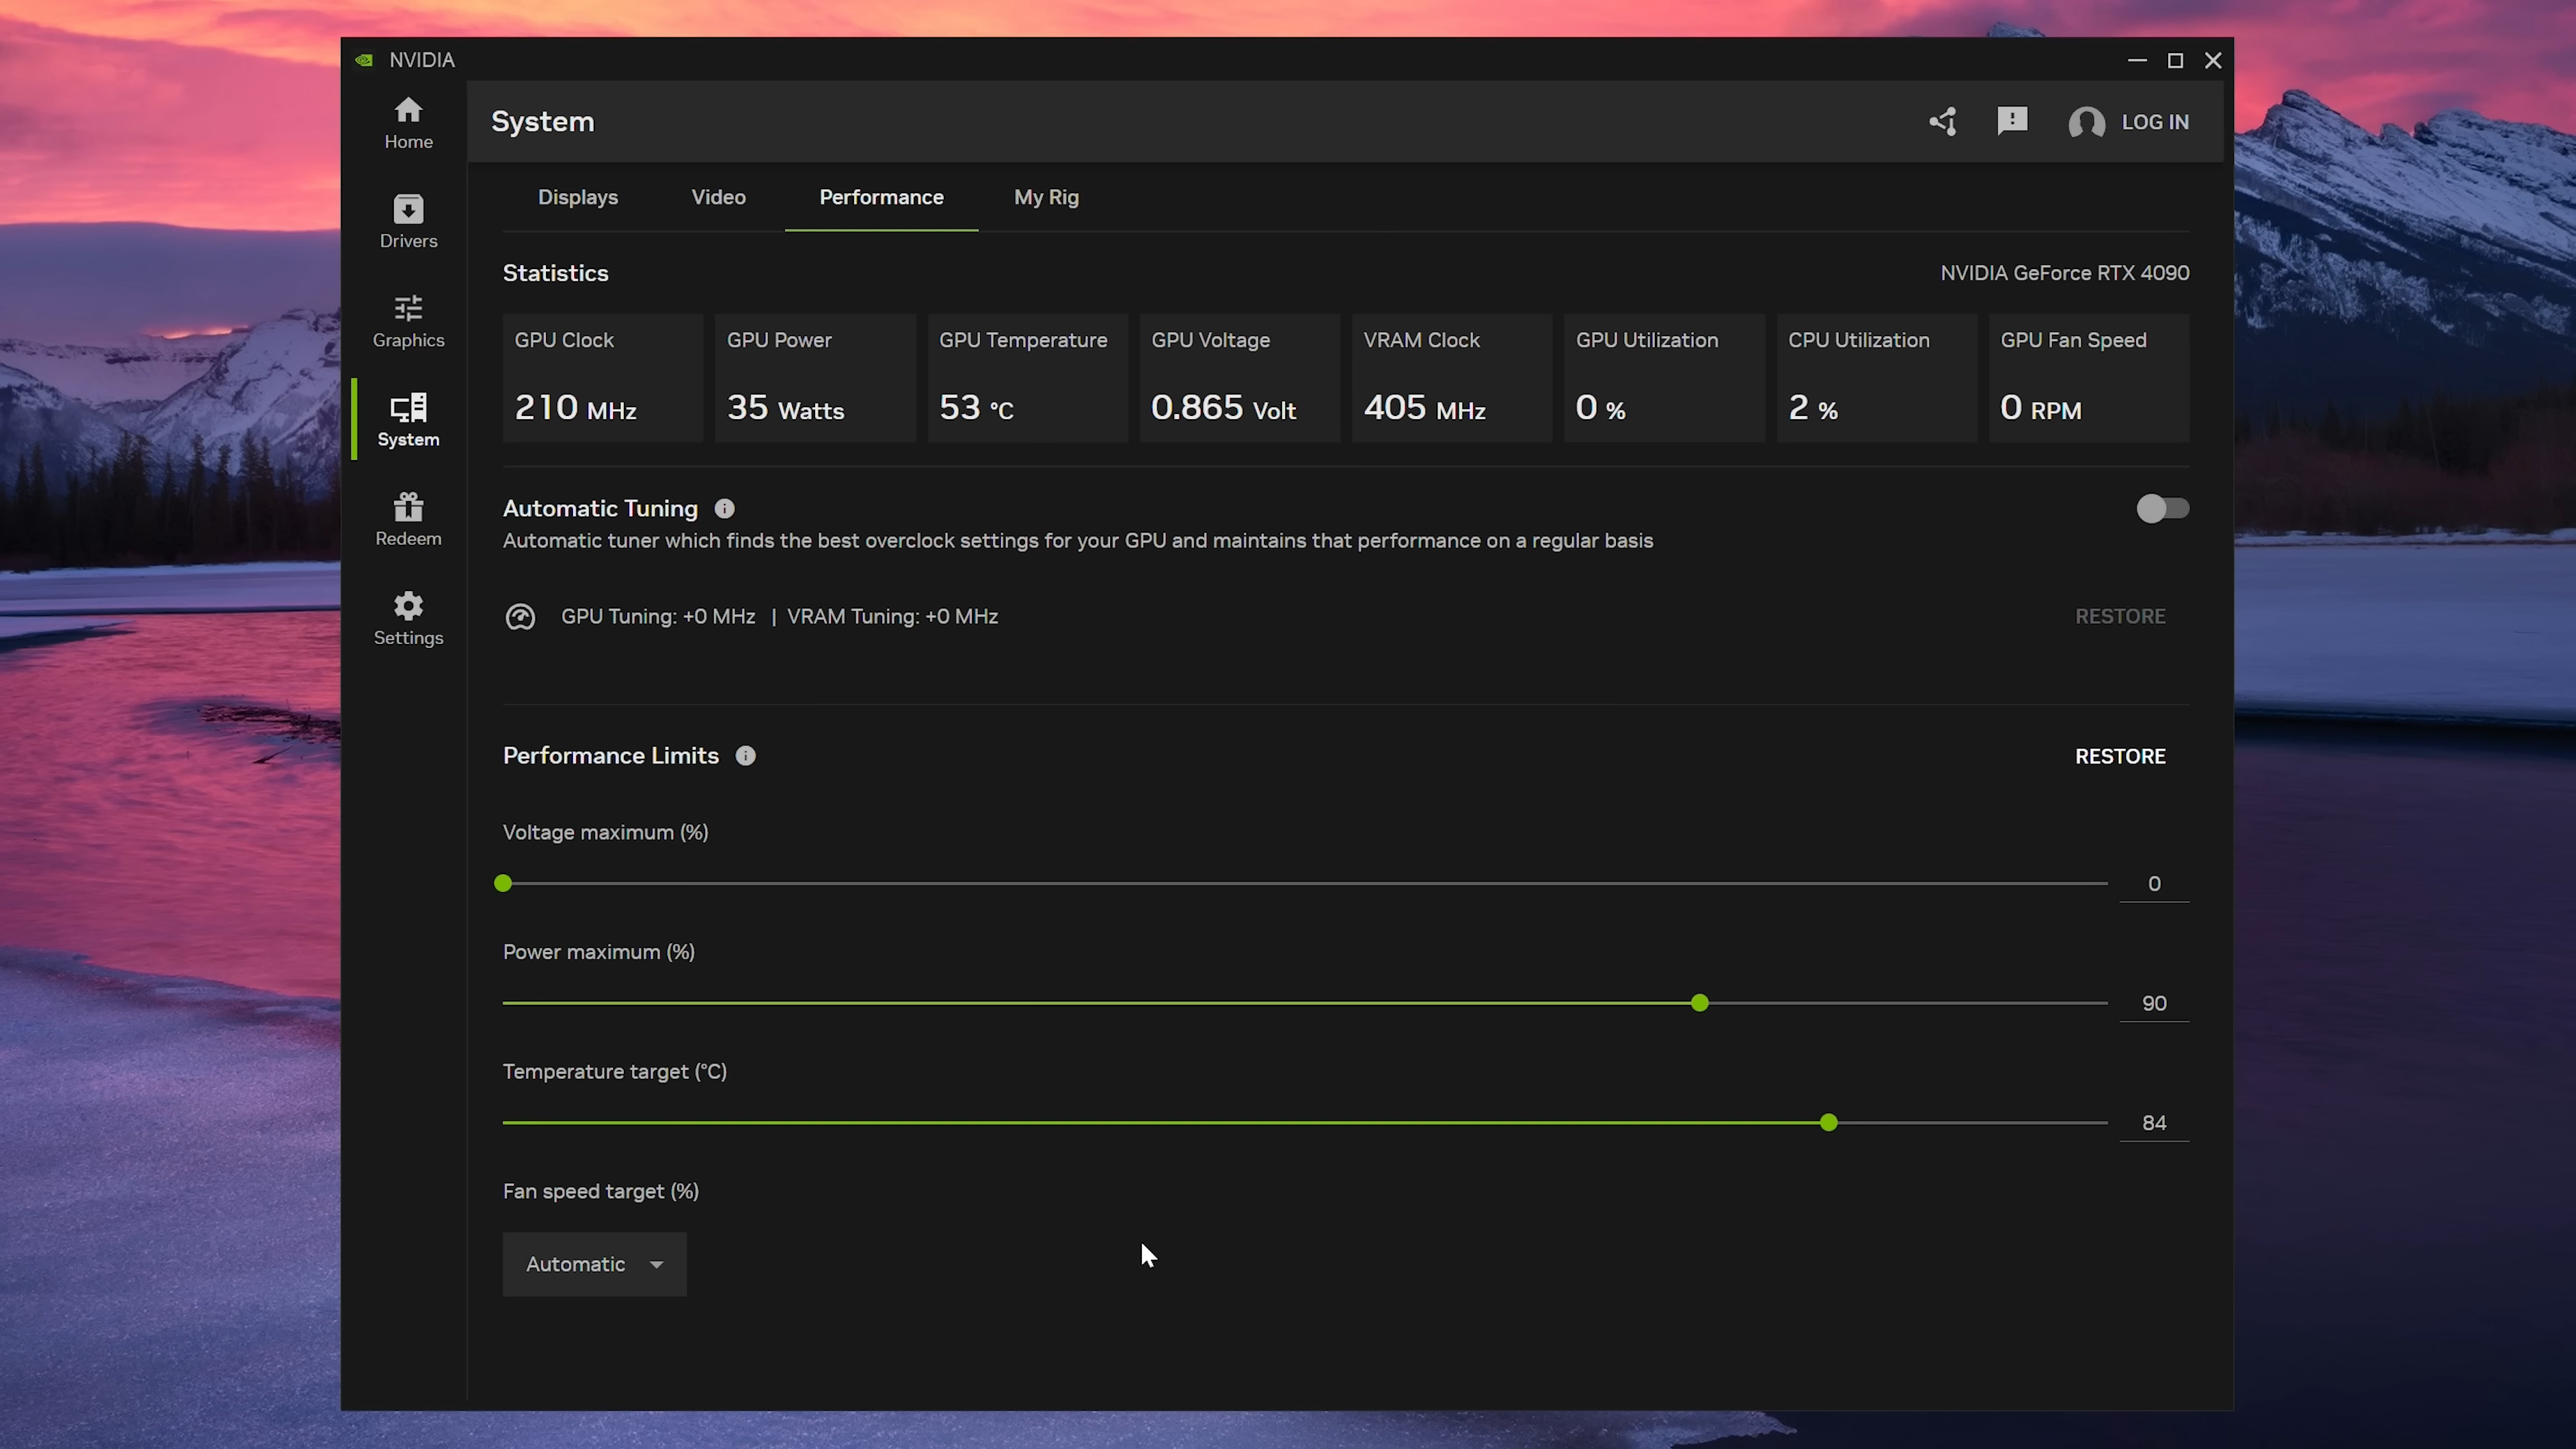 NVIDIA
Home
Drivers
Graphics
System
Redeem
Settings
System
LOG IN
Displays
Video
Performance
My Rig
Statistics
NVIDIA GeForce RTX 4090
GPU Clock
210 MHz
GPU Power
35 Watts
GPU Temperature
53 °C
GPU Voltage
0.865 Volt
VRAM Clock
405 MHz
GPU Utilization
0 %
CPU Utilization
2 %
GPU Fan Speed
0 RPM
Automatic Tuning
Automatic tuner which finds the best overclock settings for your GPU and maintains that performance on a regular basis
GPU Tuning: +0 MHz | VRAM Tuning: +0 MHz
RESTORE
Performance Limits
RESTORE
Voltage maximum (%)
0
Power maximum (%)
90
Temperature target (°C)
84
Fan speed target (%)
Automatic